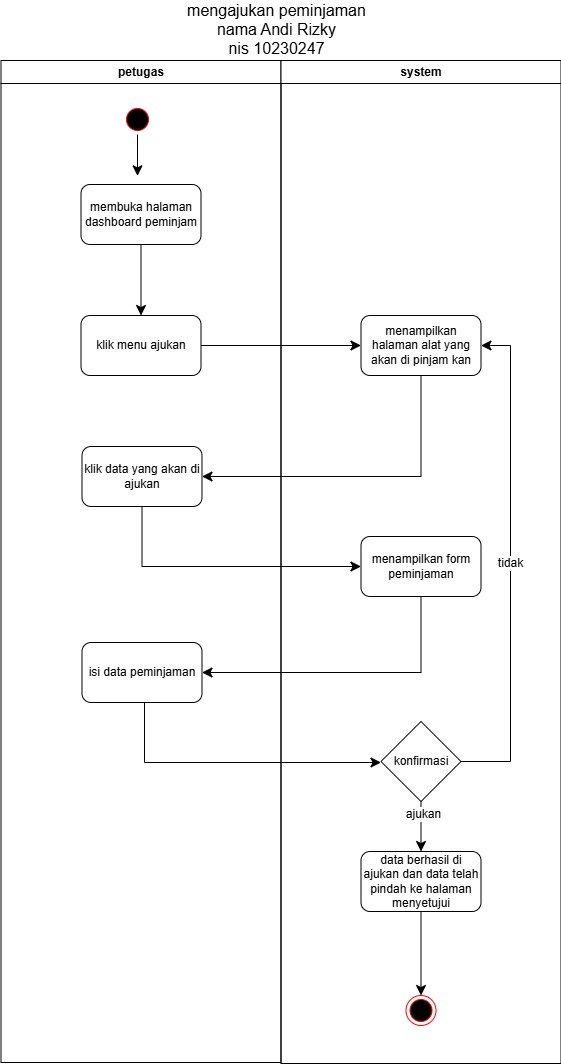 mengajukan peminjaman
nama Andi Rizky
nis 10230247
petugas
system
membuka halaman
dashboard peminjam
klik menu ajukan
menampilkan
halaman alat yang
akan di pinjam kan
klik data yang akan di
ajukan
menampilkan form
peminjaman
tidak
isi data peminjaman
konfirmasi
ajukan
data berhasil di
ajukan dan data telah
pindah ke halaman
menyetujui